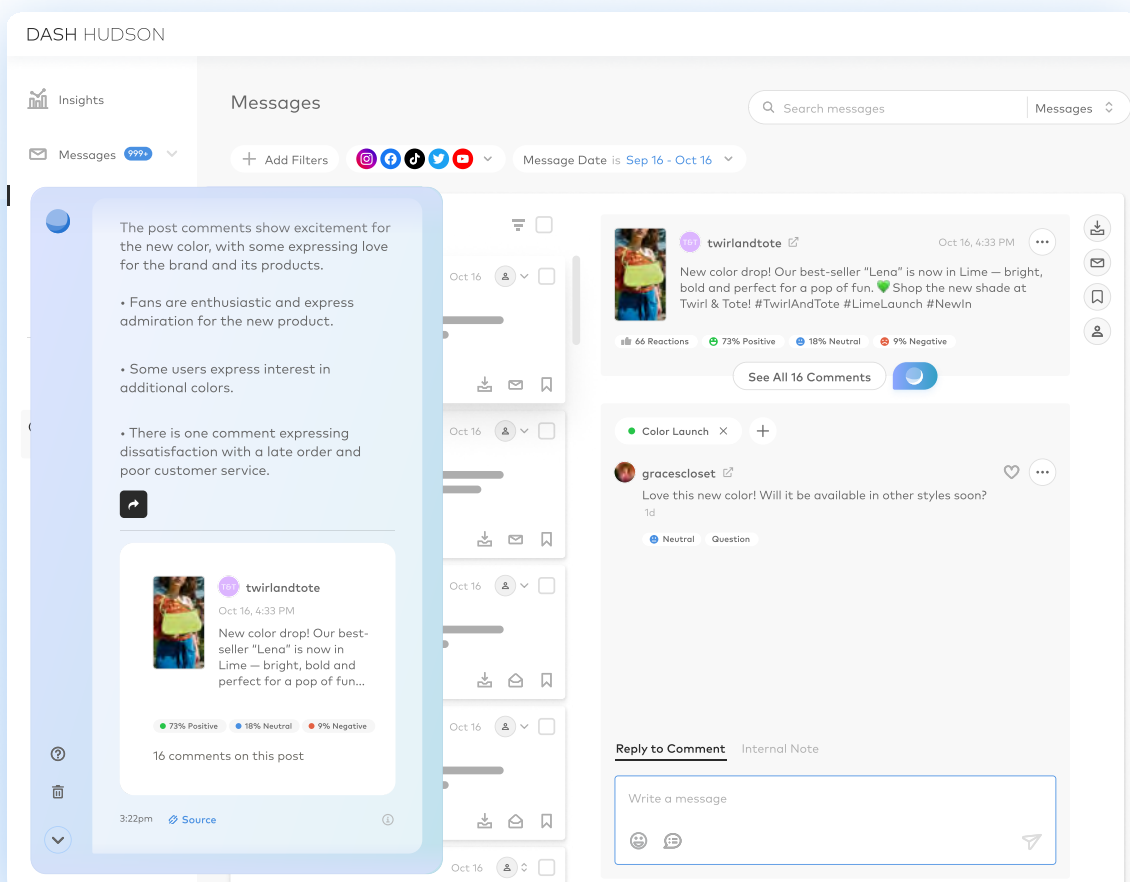 DASH HUDSON
Insights
Messages 999+
Messages
Search messages
Messages
Add Filters
Message Date is Sep 16 - Oct 16
The post comments show excitement for
the new color, with some expressing love
for the brand and its products.
• Fans are enthusiastic and express
admiration for the new product.
• Some users express interest in
additional colors.
• There is one comment expressing
dissatisfaction with a late order and
poor customer service.
T&T twirlandtote
Oct 16, 4:33 PM
New color drop! Our best-
seller “Lena” is now in
Lime — bright, bold and
perfect for a pop of fun...
73% Positive 18% Neutral 9% Negative
16 comments on this post
3:22pm Source
Oct 16
Oct 16
Oct 16
Oct 16
Oct 16
T&T twirlandtote Oct 16, 4:33 PM
New color drop! Our best-seller “Lena” is now in Lime — bright,
bold and perfect for a pop of fun. 💚 Shop the new shade at
Twirl & Tote! #TwirlAndTote #LimeLaunch #NewIn
66 Reactions 73% Positive 18% Neutral 9% Negative
See All 16 Comments
Color Launch
gracescloset
Love this new color! Will it be available in other styles soon?
1d
Neutral Question
Reply to Comment Internal Note
Write a message